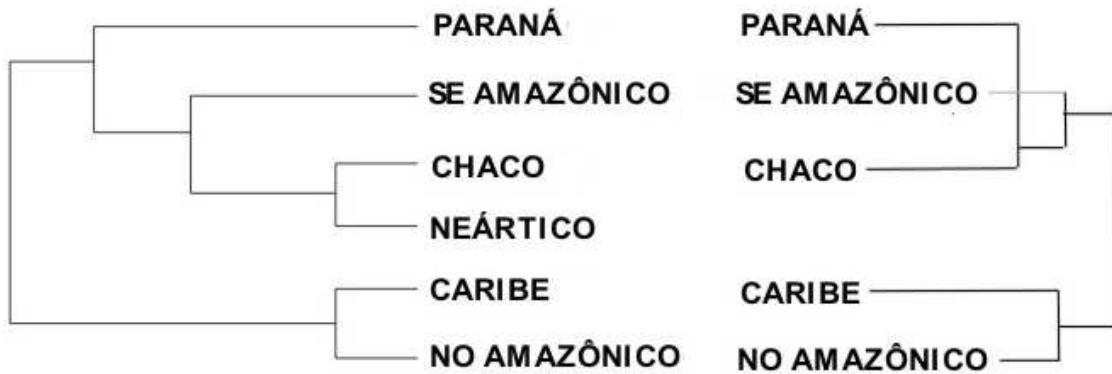 PARANÁ PARANÁ
SE AMAZÔNICO SE AMAZÔNICO
CHACO CHACO
NEÁRTICO
CARIBE CARIBE
NO AMAZÔNICO NO AMAZÔNICO